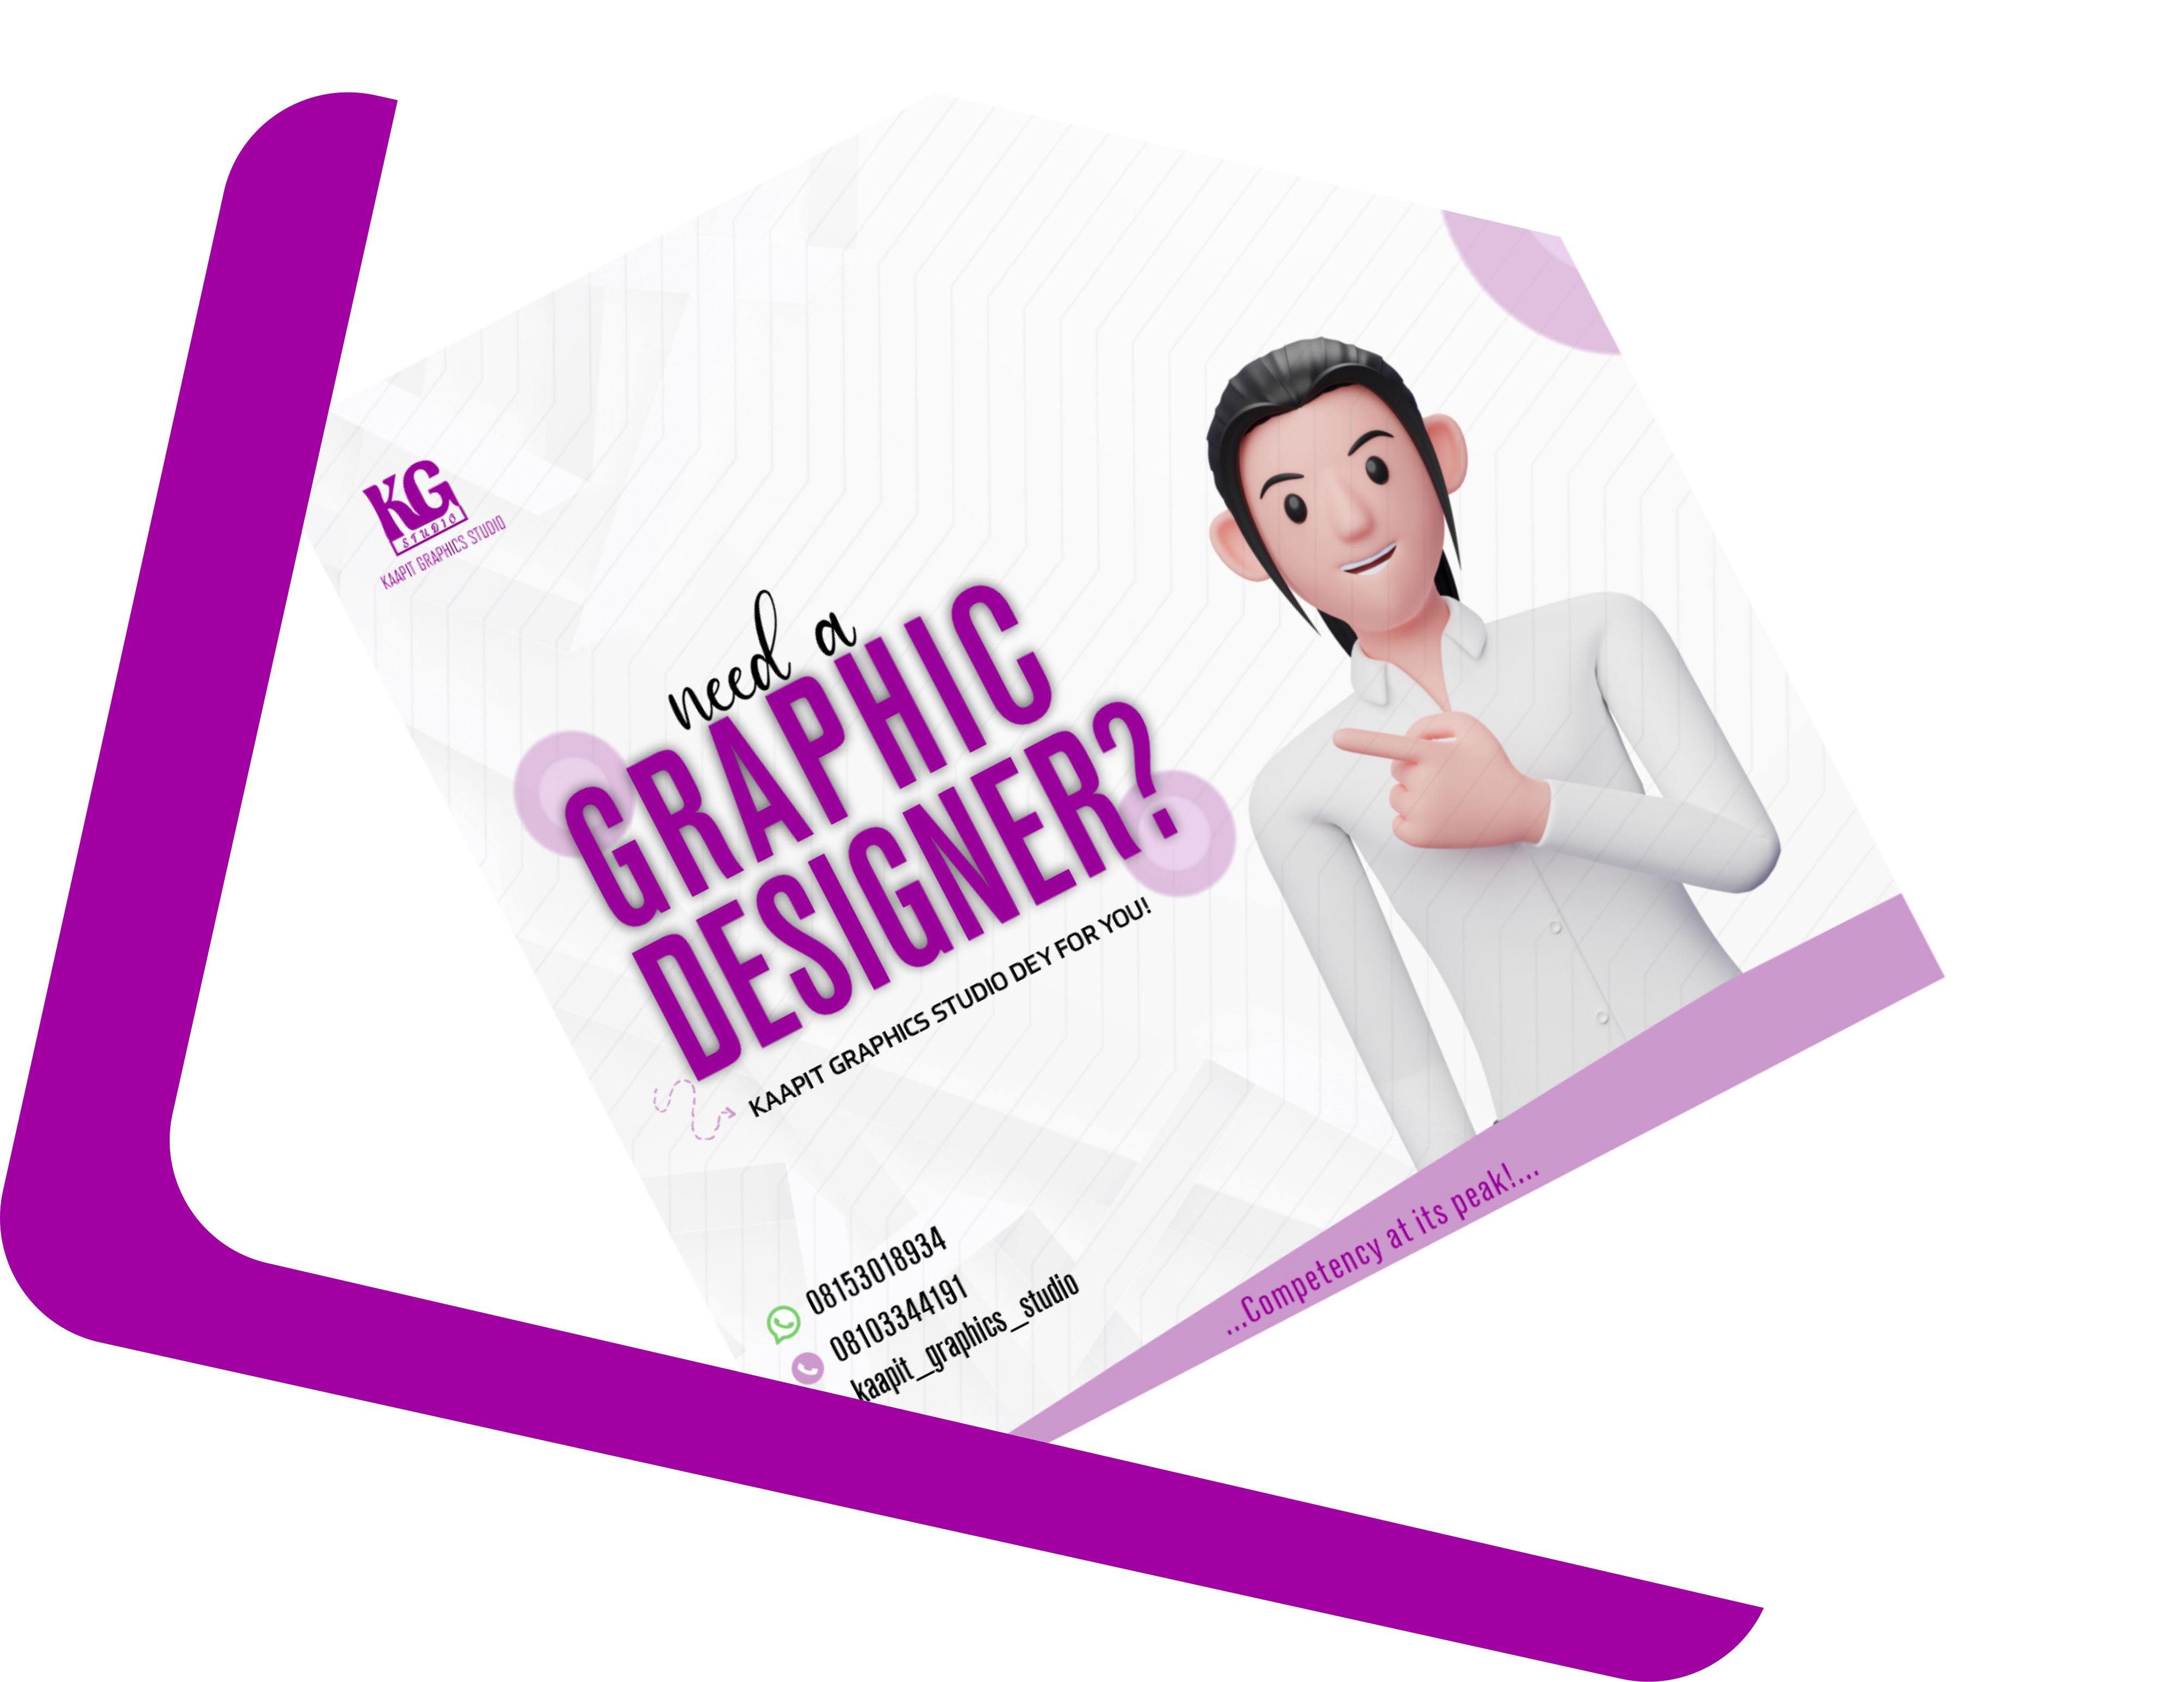 KG
STUDIO
KAAPIT GRAPHICS STUDIO
need a
GRAPHIC
DESIGNER?
KAAPIT GRAPHICS STUDIO DEY FOR YOU!
08153018934
08103344191
kaapit_graphics_studio
...Competency at its peak!...